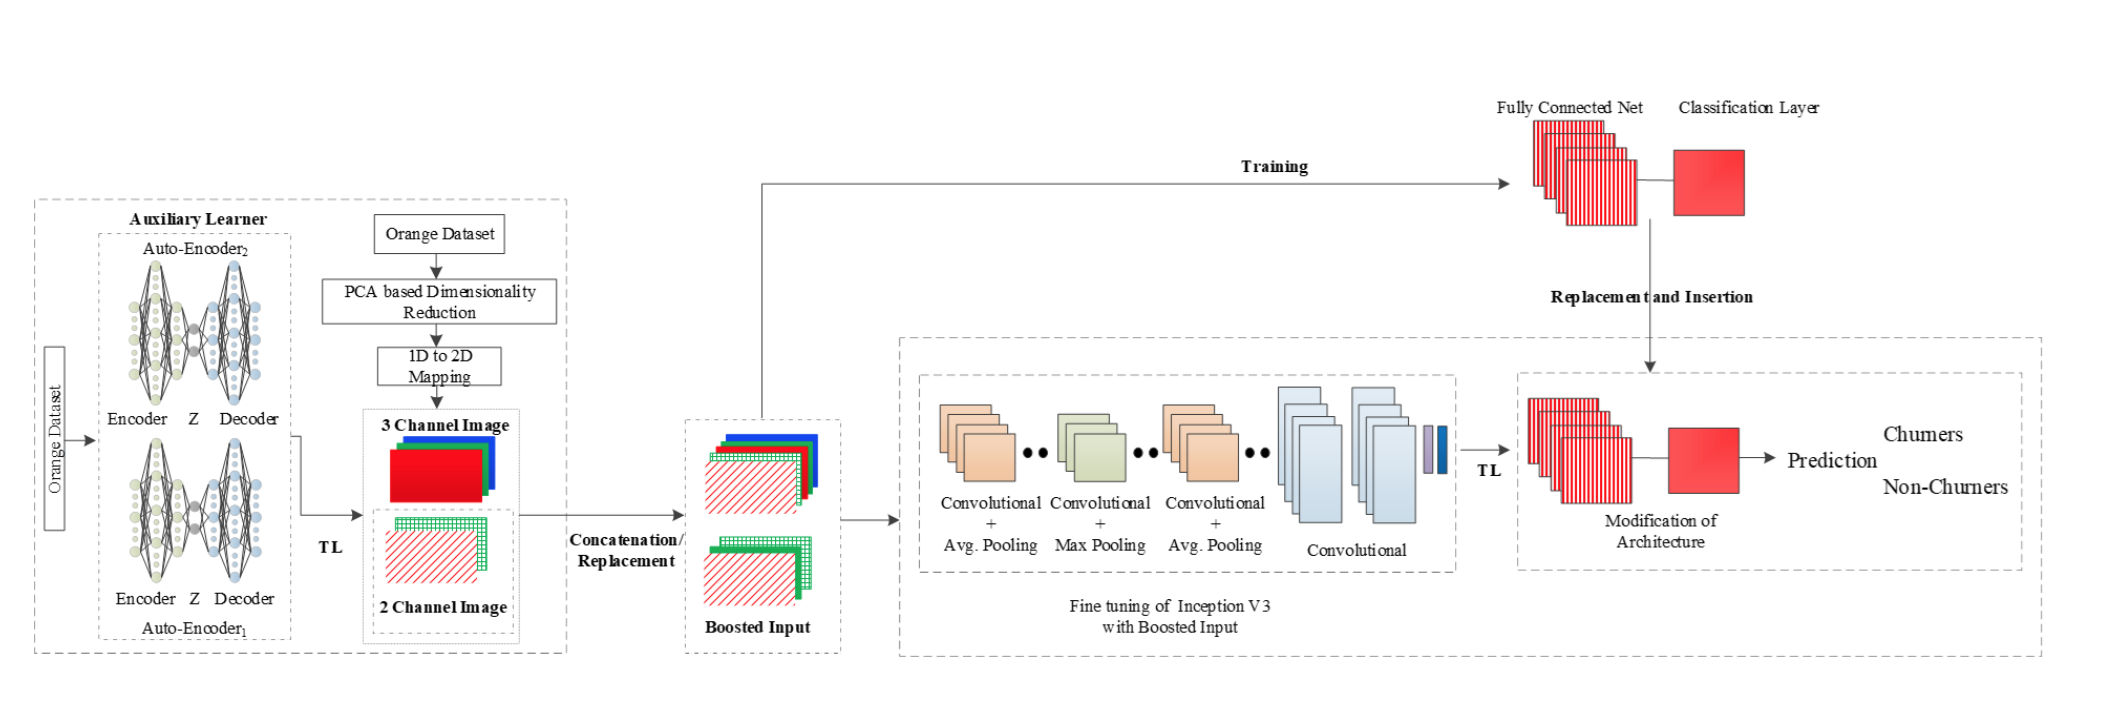 Auxiliary Learner
Auto-Encoder2
Orange Dataset
Encoder Z Decoder
Encoder Z Decoder
Auto-Encoder1
TL
Orange Dataset
PCA based Dimensionality
Reduction
1D to 2D
Mapping
3 Channel Image
2 Channel Image
Concatenation/
Replacement
Boosted Input
Training
Fully Connected Net
Classification Layer
Replacement and Insertion
Convolutional
+
Avg. Pooling
Convolutional
+
Max Pooling
Convolutional
+
Avg. Pooling
Convolutional
Fine tuning of Inception V3
with Boosted Input
TL
Modification of
Architecture
Prediction
Churners
Non-Churners